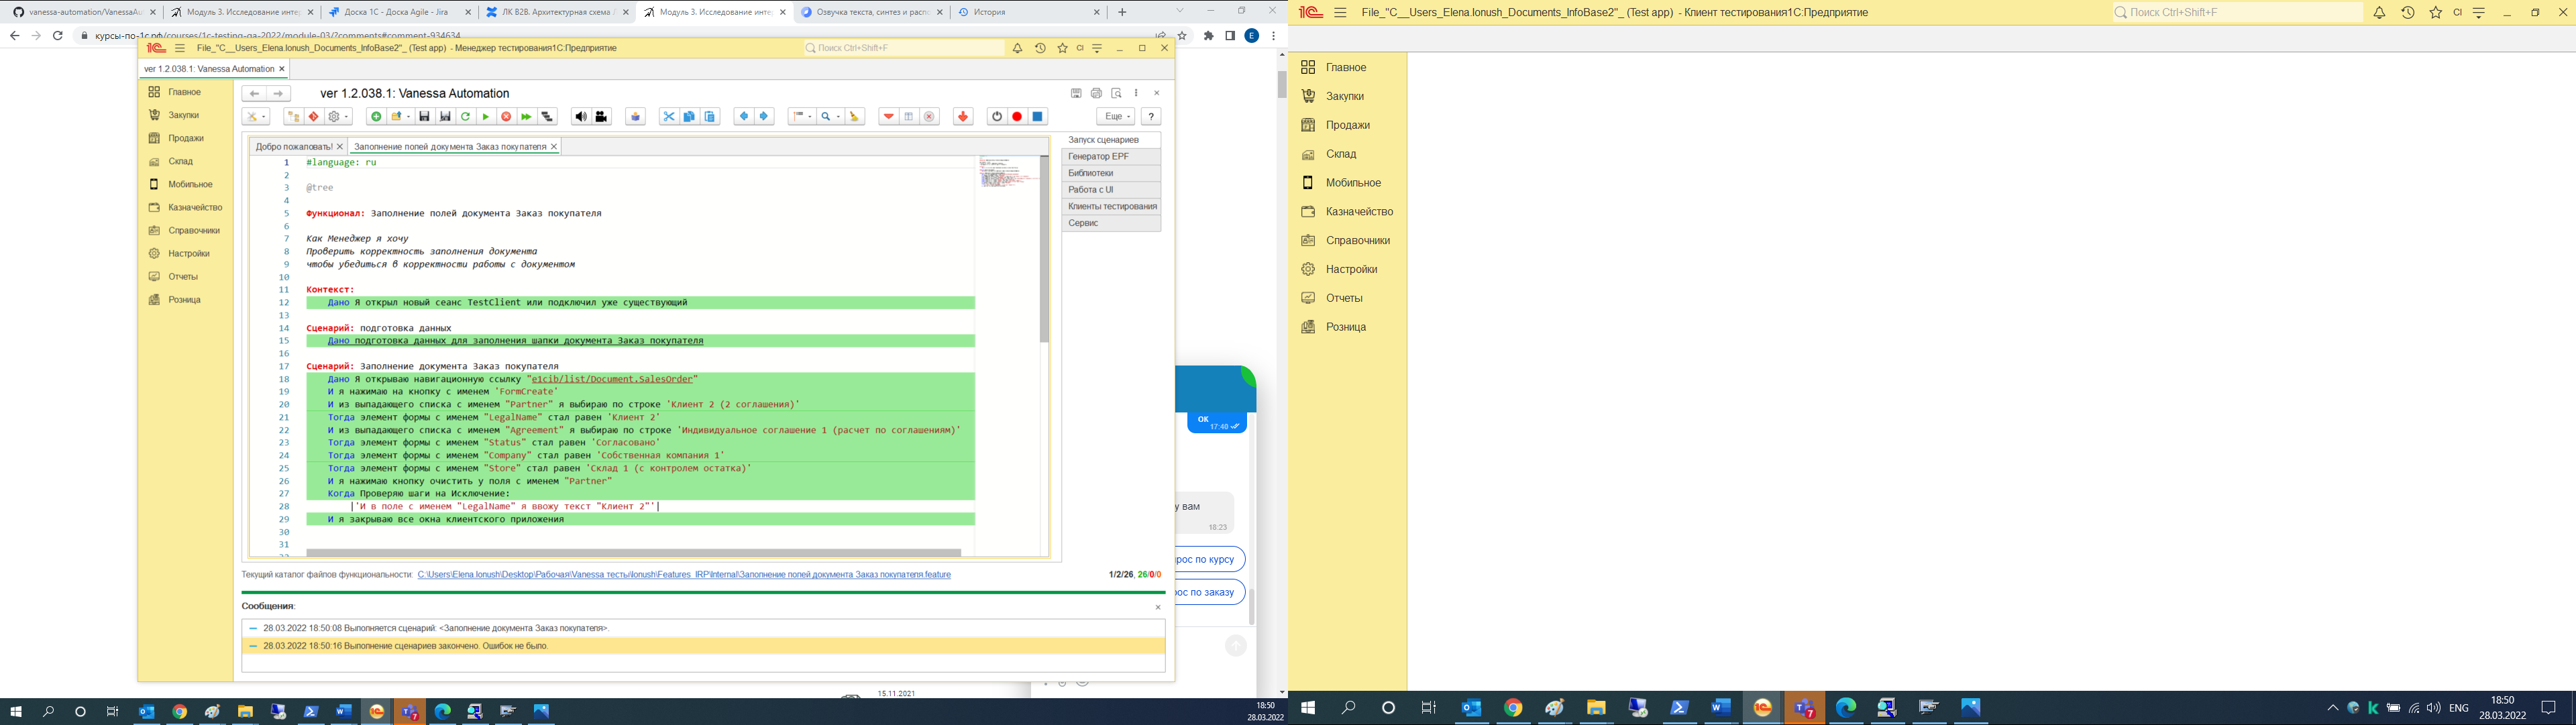 vanessa-automation/VanessaAu
Модуль 3. Исследование интер
Доска 1С - Доска Agile - Jira
ЛК B2B. Архитектурная схема Л
Модуль 3. Исследование интер
Озвучка текста, синтез и распо
История
курсы-по-1с.рф/courses/1c-testing-qa-2022/module-03/?comments#comment-934634
E
File_"C__Users_Elena.Ionush_Documents_InfoBase2"_ (Test app) - Менеджер тестирования1С:Предприятие
Поиск Ctrl+Shift+F
CI
ver 1.2.038.1: Vanessa Automation
Главное
Закупки
Продажи
Склад
Мобильное
Казначейство
Справочники
Настройки
Отчеты
Розница
ver 1.2.038.1: Vanessa Automation
Еще
?
Добро пожаловать!
Заполнение полей документа Заказ покупателя
Запуск сценариев
Генератор EPF
Библиотеки
Работа с UI
Клиенты тестирования
Сервис
1 #language: ru
2
3 @tree
4
5 Функционал: Заполнение полей документа Заказ покупателя
6
7 Как Менеджер я хочу
8 Проверить корректность заполнения документа
9 чтобы убедиться в корректности работы с документом
10
11 Контекст:
12 Дано Я открыл новый сеанс TestClient или подключил уже существующий
13
14 Сценарий: подготовка данных
15 Дано подготовка данных для заполнения шапки документа Заказ покупателя
16
17 Сценарий: Заполнение документа Заказ покупателя
18 Дано Я открываю навигационную ссылку "e1cib/list/Document.SalesOrder"
19 И я нажимаю на кнопку с именем 'FormCreate'
20 И из выпадающего списка с именем "Partner" я выбираю по строке 'Клиент 2 (2 соглашения)'
21 Тогда элемент формы с именем "LegalName" стал равен 'Клиент 2'
22 И из выпадающего списка с именем "Agreement" я выбираю по строке 'Индивидуальное соглашение 1 (расчет по соглашениям)'
23 Тогда элемент формы с именем "Status" стал равен 'Согласовано'
24 Тогда элемент формы с именем "Company" стал равен 'Собственная компания 1'
25 Тогда элемент формы с именем "Store" стал равен 'Склад 1 (с контролем остатка)'
26 И я нажимаю кнопку очистить у поля с именем "Partner"
27 Когда Проверяю шаги на Исключение:
28 |'И в поле с именем "LegalName" я ввожу текст "Клиент 2"'|
29 И я закрываю все окна клиентского приложения
30
31
Текущий каталог файлов функциональности: C:\Users\Elena.Ionush\Desktop\Рабочая\Vanessa тесты\Ionush\Features_IRP\Internal\Заполнение полей документа Заказ покупателя.feature
1/2/26, 26/0/0
Сообщения:
28.03.2022 18:50:08 Выполняется сценарий: <Заполнение документа Заказ покупателя>.
28.03.2022 18:50:16 Выполнение сценариев закончено. Ошибок не было.
ОК
17:40
у вам
18:23
рос по курсу
ос по заказу
15.11.2021
7
18:50
28.03.2022
File_"C__Users_Elena.Ionush_Documents_InfoBase2"_ (Test app) - Клиент тестирования1С:Предприятие
Поиск Ctrl+Shift+F
CI
Главное
Закупки
Продажи
Склад
Мобильное
Казначейство
Справочники
Настройки
Отчеты
Розница
7
ENG
18:50
28.03.2022